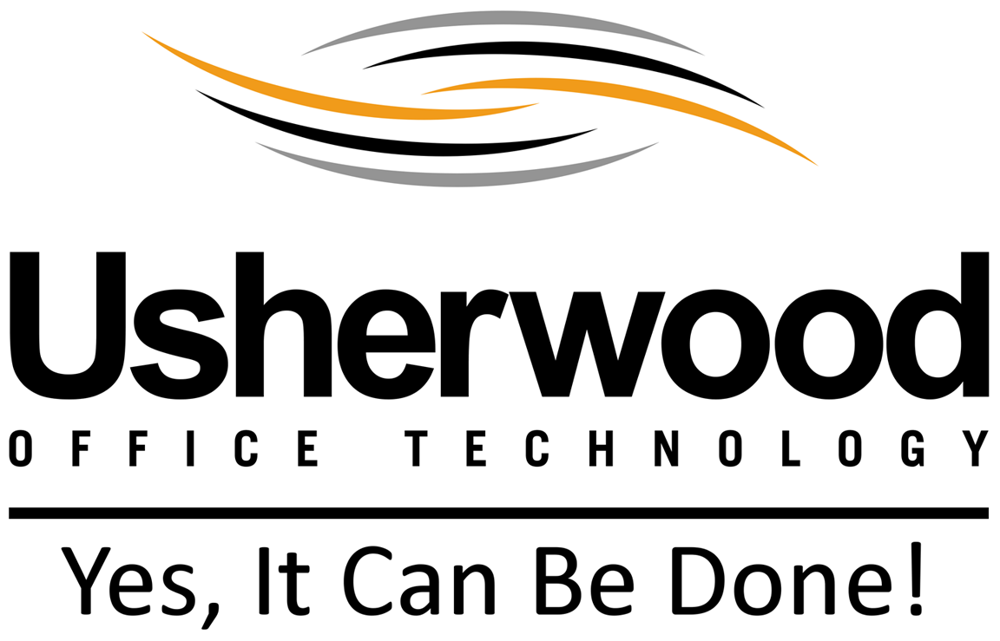 Usherwood
OFFICE TECHNOLOGY
Yes, It Can Be Done!